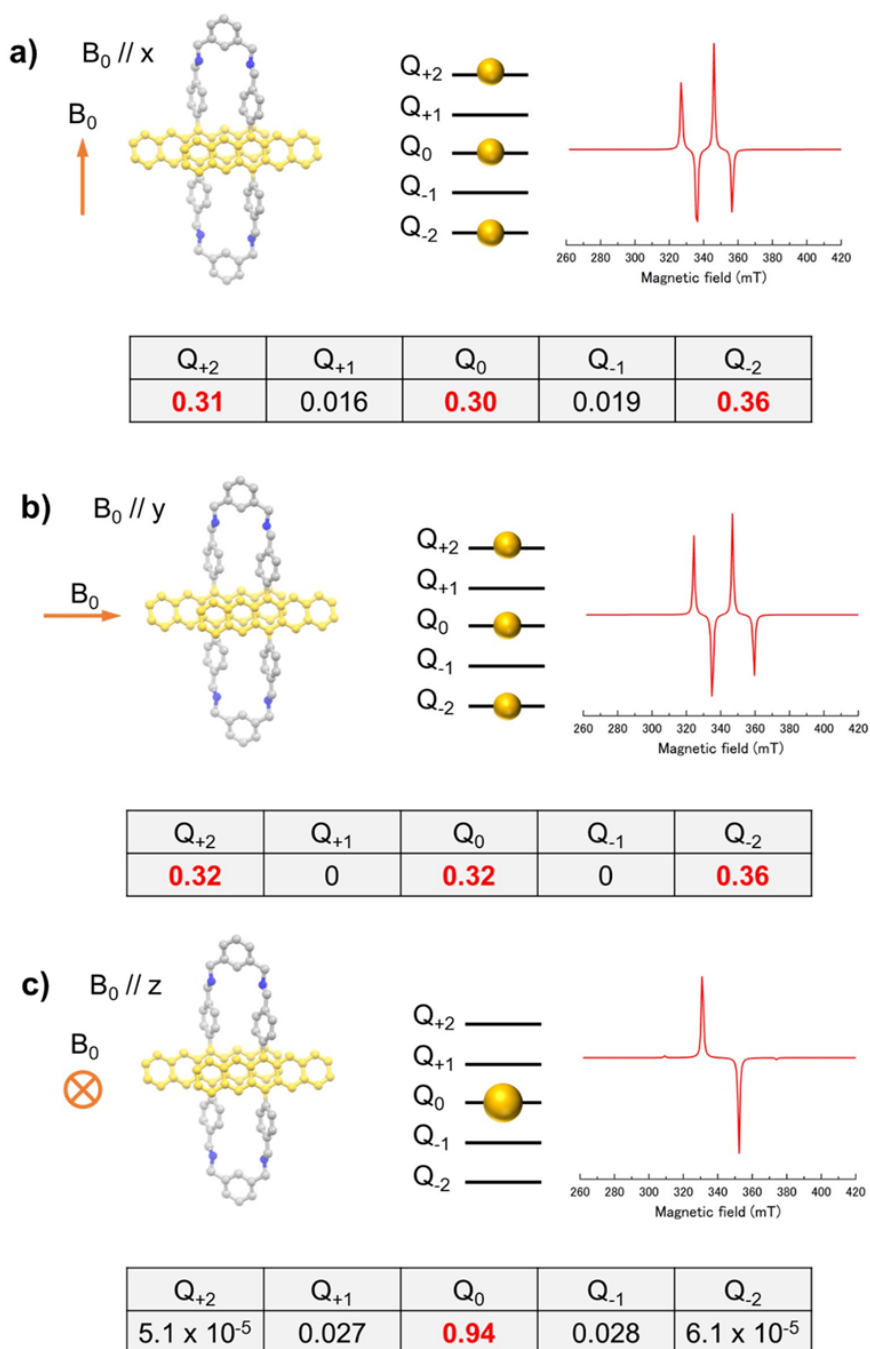 a)
B₀ // x
B₀
Q₊₂
Q₊₁
Q₀
Q₋₁
Q₋₂
260 280 300 320 340 360 380 400 420
Magnetic field (mT)
Q₊₂ Q₊₁ Q₀ Q₋₁ Q₋₂
0.31 0.016 0.30 0.019 0.36
b)
B₀ // y
B₀
Q₊₂
Q₊₁
Q₀
Q₋₁
Q₋₂
260 280 300 320 340 360 380 400 420
Magnetic field (mT)
Q₊₂ Q₊₁ Q₀ Q₋₁ Q₋₂
0.32 0 0.32 0 0.36
c)
B₀ // z
B₀
Q₊₂
Q₊₁
Q₀
Q₋₁
Q₋₂
260 280 300 320 340 360 380 400 420
Magnetic field (mT)
Q₊₂ Q₊₁ Q₀ Q₋₁ Q₋₂
5.1 x 10⁻⁵ 0.027 0.94 0.028 6.1 x 10⁻⁵